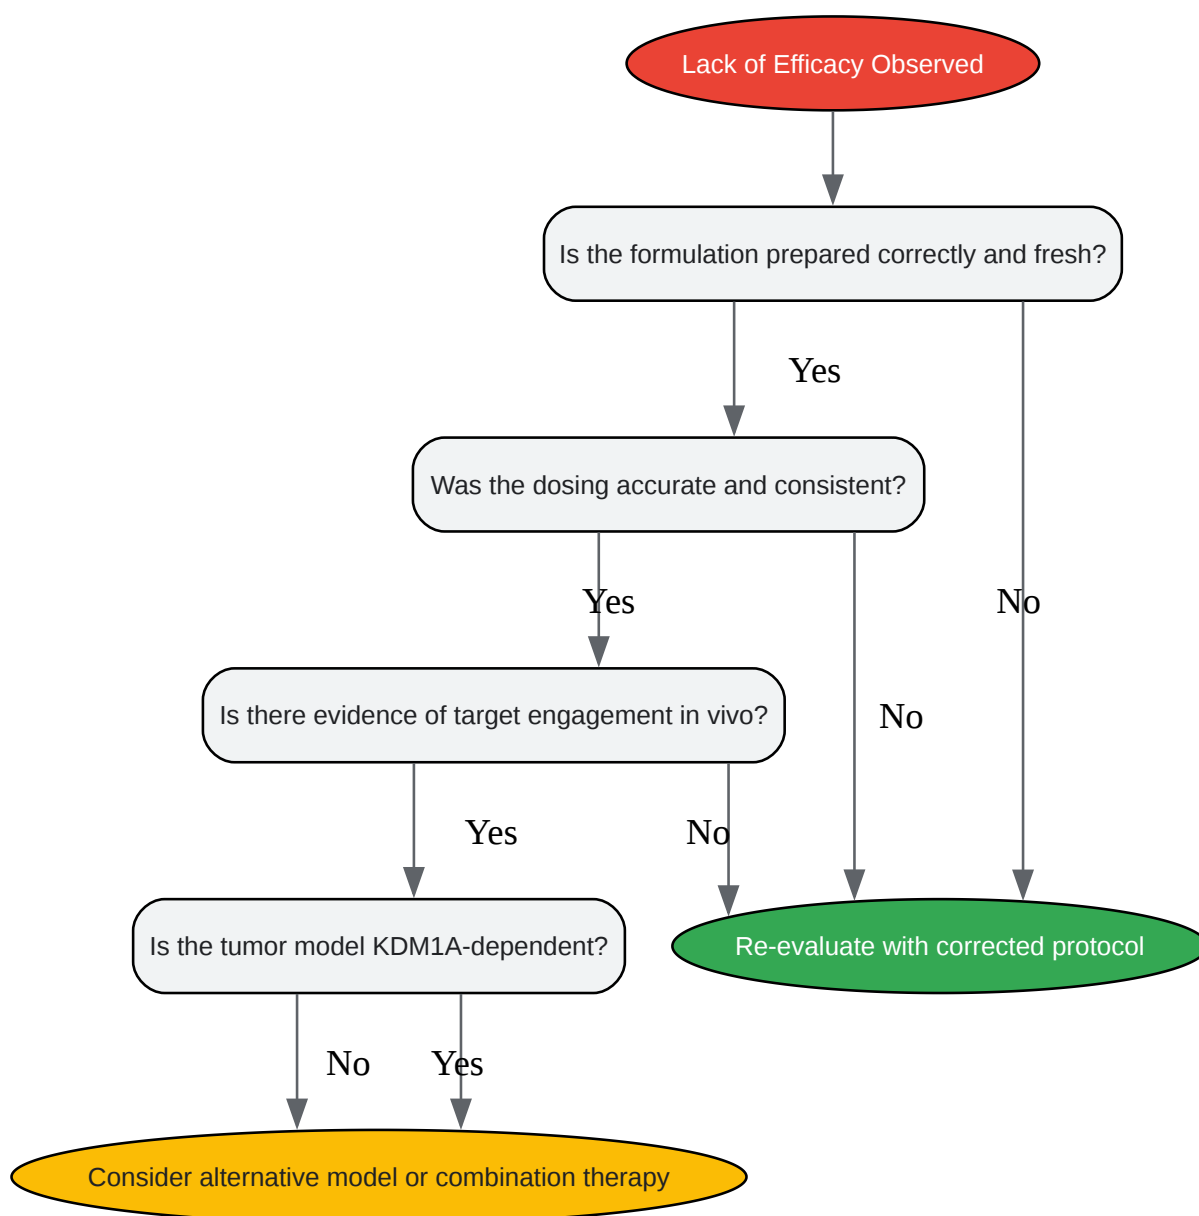 Lack of Efficacy Observed
Is the formulation prepared correctly and fresh?
Yes
Was the dosing accurate and consistent?
Yes
No
Is there evidence of target engagement in vivo?
No
Yes
No
Is the tumor model KDM1A-dependent?
Re-evaluate with corrected protocol
No
Yes
Consider alternative model or combination therapy